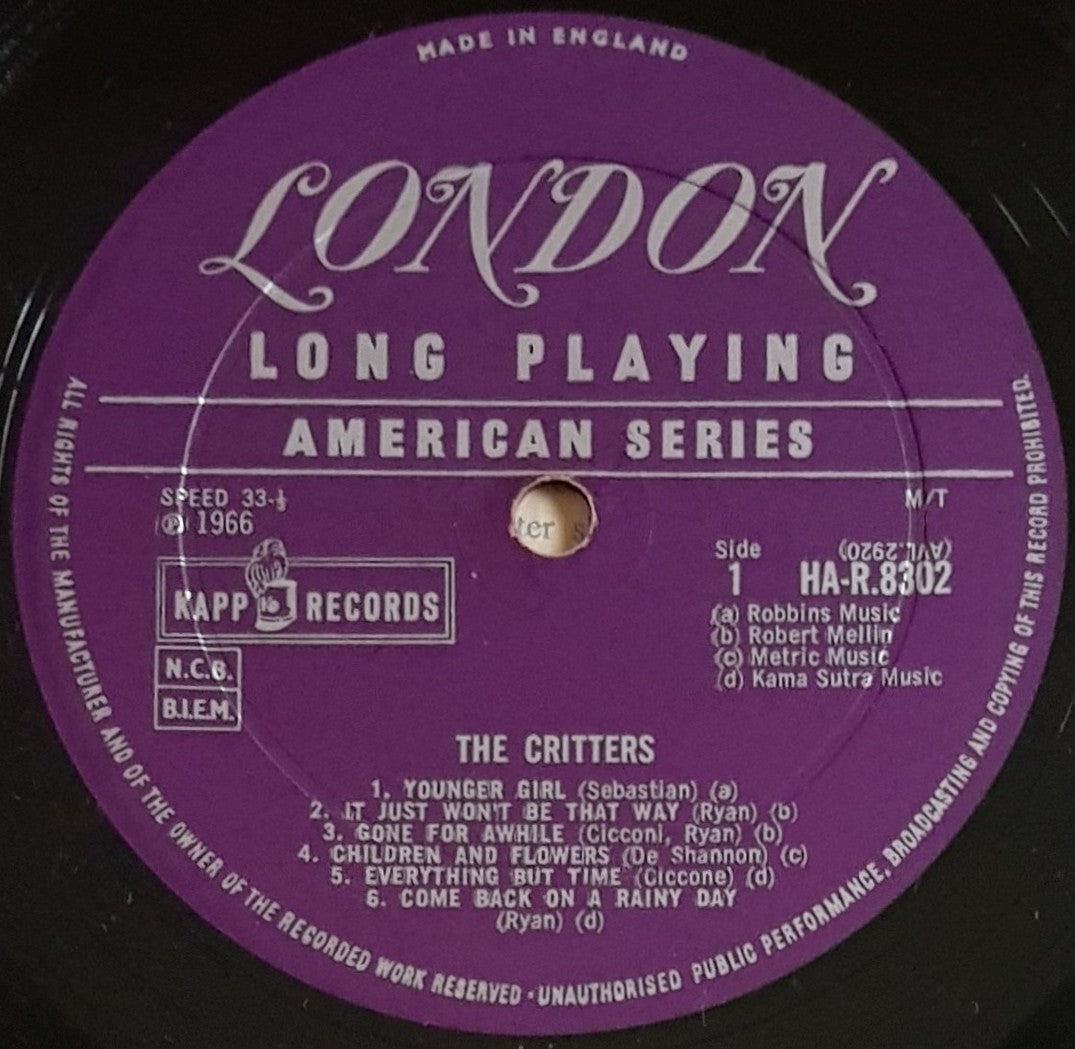 MADE IN ENGLAND
LONDON
LONG PLAYING
AMERICAN SERIES
SPEED 33-⅓
Ⓟ 1966
M/T
ter s
KAPP RECORDS
N.C.B.
B.I.E.M.
Side
1
(AVL.2920)
HA-R.8302
(a) Robbins Music
(b) Robert Mellin
(c) Metric Music
(d) Kama Sutra Music
THE CRITTERS
1. YOUNGER GIRL (Sebastian) (a)
2. IT JUST WON'T BE THAT WAY (Ryan) (b)
3. GONE FOR AWHILE (Cicconi, Ryan) (b)
4. CHILDREN AND FLOWERS (De Shannon) (c)
5. EVERYTHING BUT TIME (Ciccone) (d)
6. COME BACK ON A RAINY DAY
(Ryan) (d)
ALL RIGHTS OF THE MANUFACTURER AND OF THE OWNER OF THE RECORDED WORK RESERVED · UNAUTHORISED PUBLIC PERFORMANCE, BROADCASTING AND COPYING OF THIS RECORD PROHIBITED.